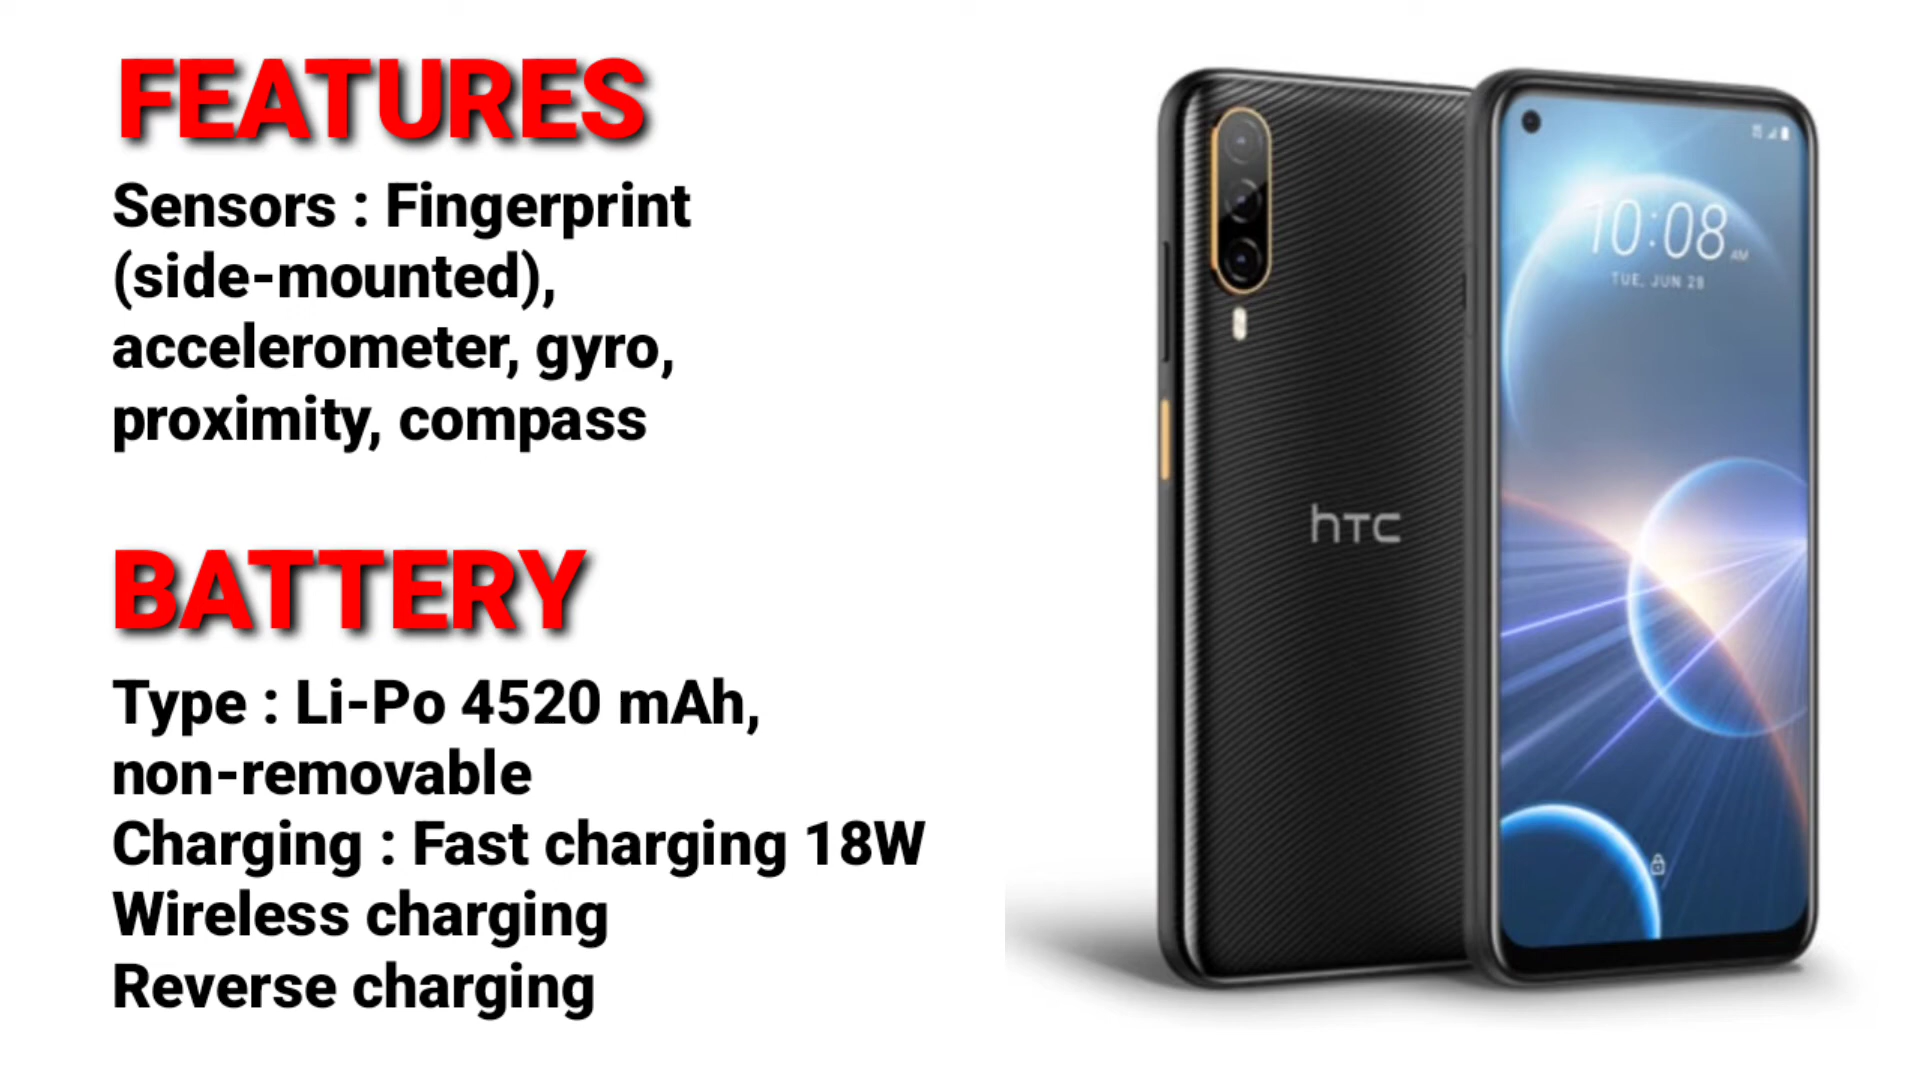 FEATURES
Sensors : Fingerprint
(side-mounted),
accelerometer, gyro,
proximity, compass
BATTERY
Type : Li-Po 4520 mAh,
non-removable
Charging : Fast charging 18W
Wireless charging
Reverse charging
hTC
10:08 AM
TUE, JUN 28